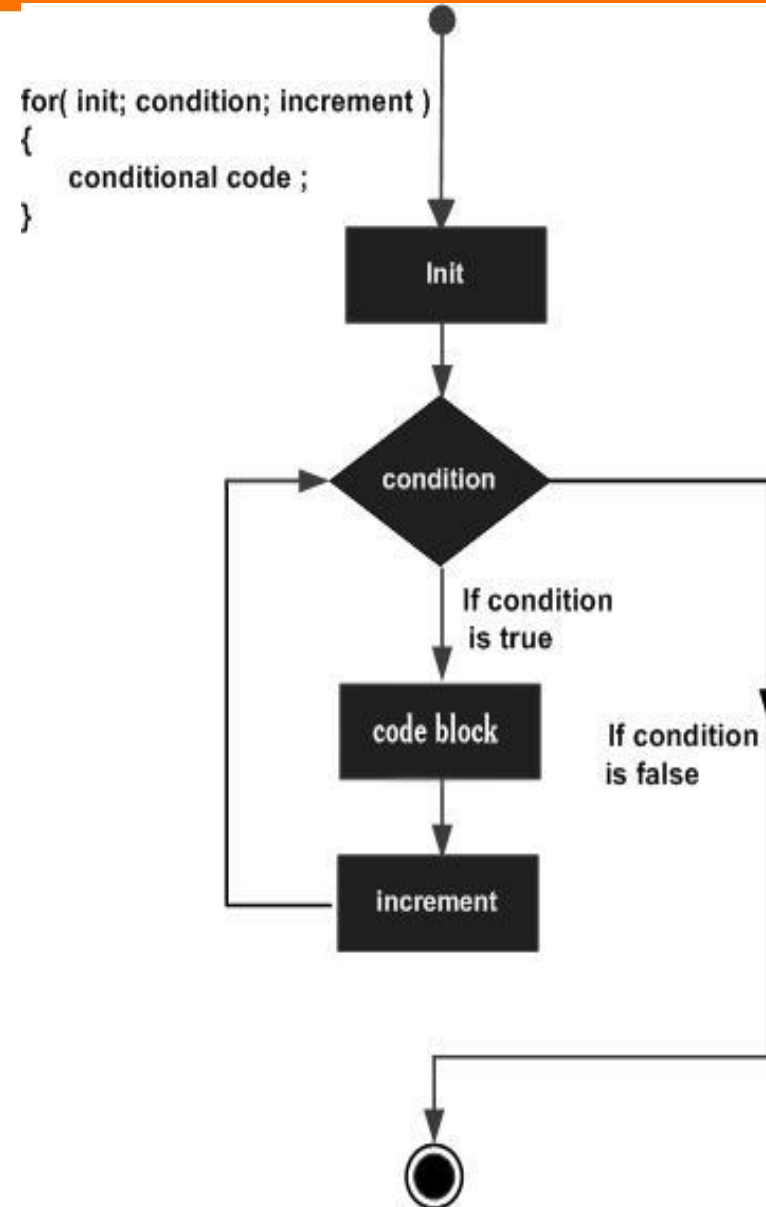 for( init; condition; increment )
{
conditional code ;
}
Init
condition
If condition
is true
code block
If condition
is false
increment